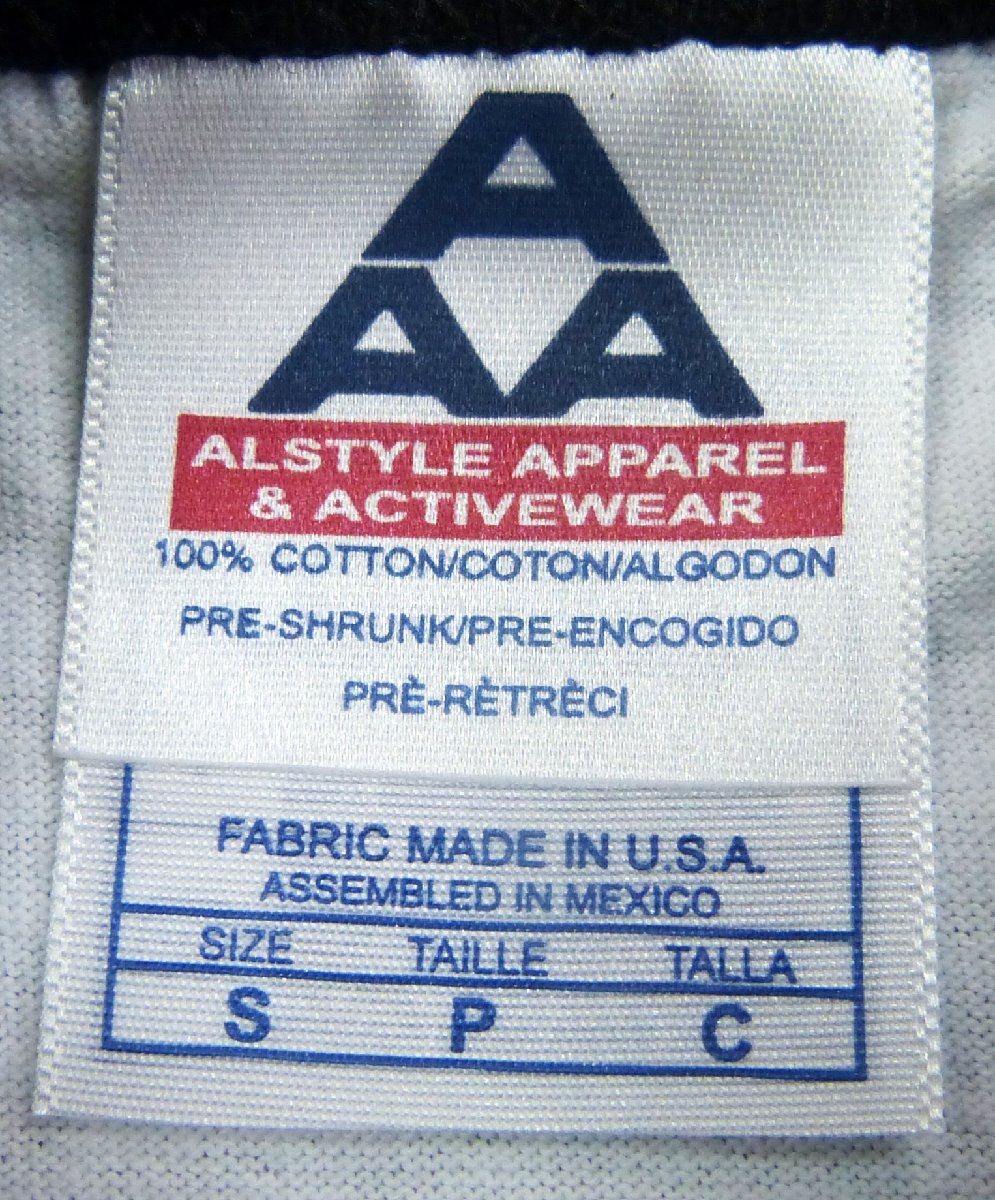 A
A A
ALSTYLE APPAREL
& ACTIVEWEAR
100% COTTON/COTON/ALGODON
PRE-SHRUNK/PRE-ENCOGIDO
PRÈ-RÈTRÈCI
FABRIC MADE IN U.S.A.
ASSEMBLED IN MEXICO
SIZE TAILLE TALLA
S P C